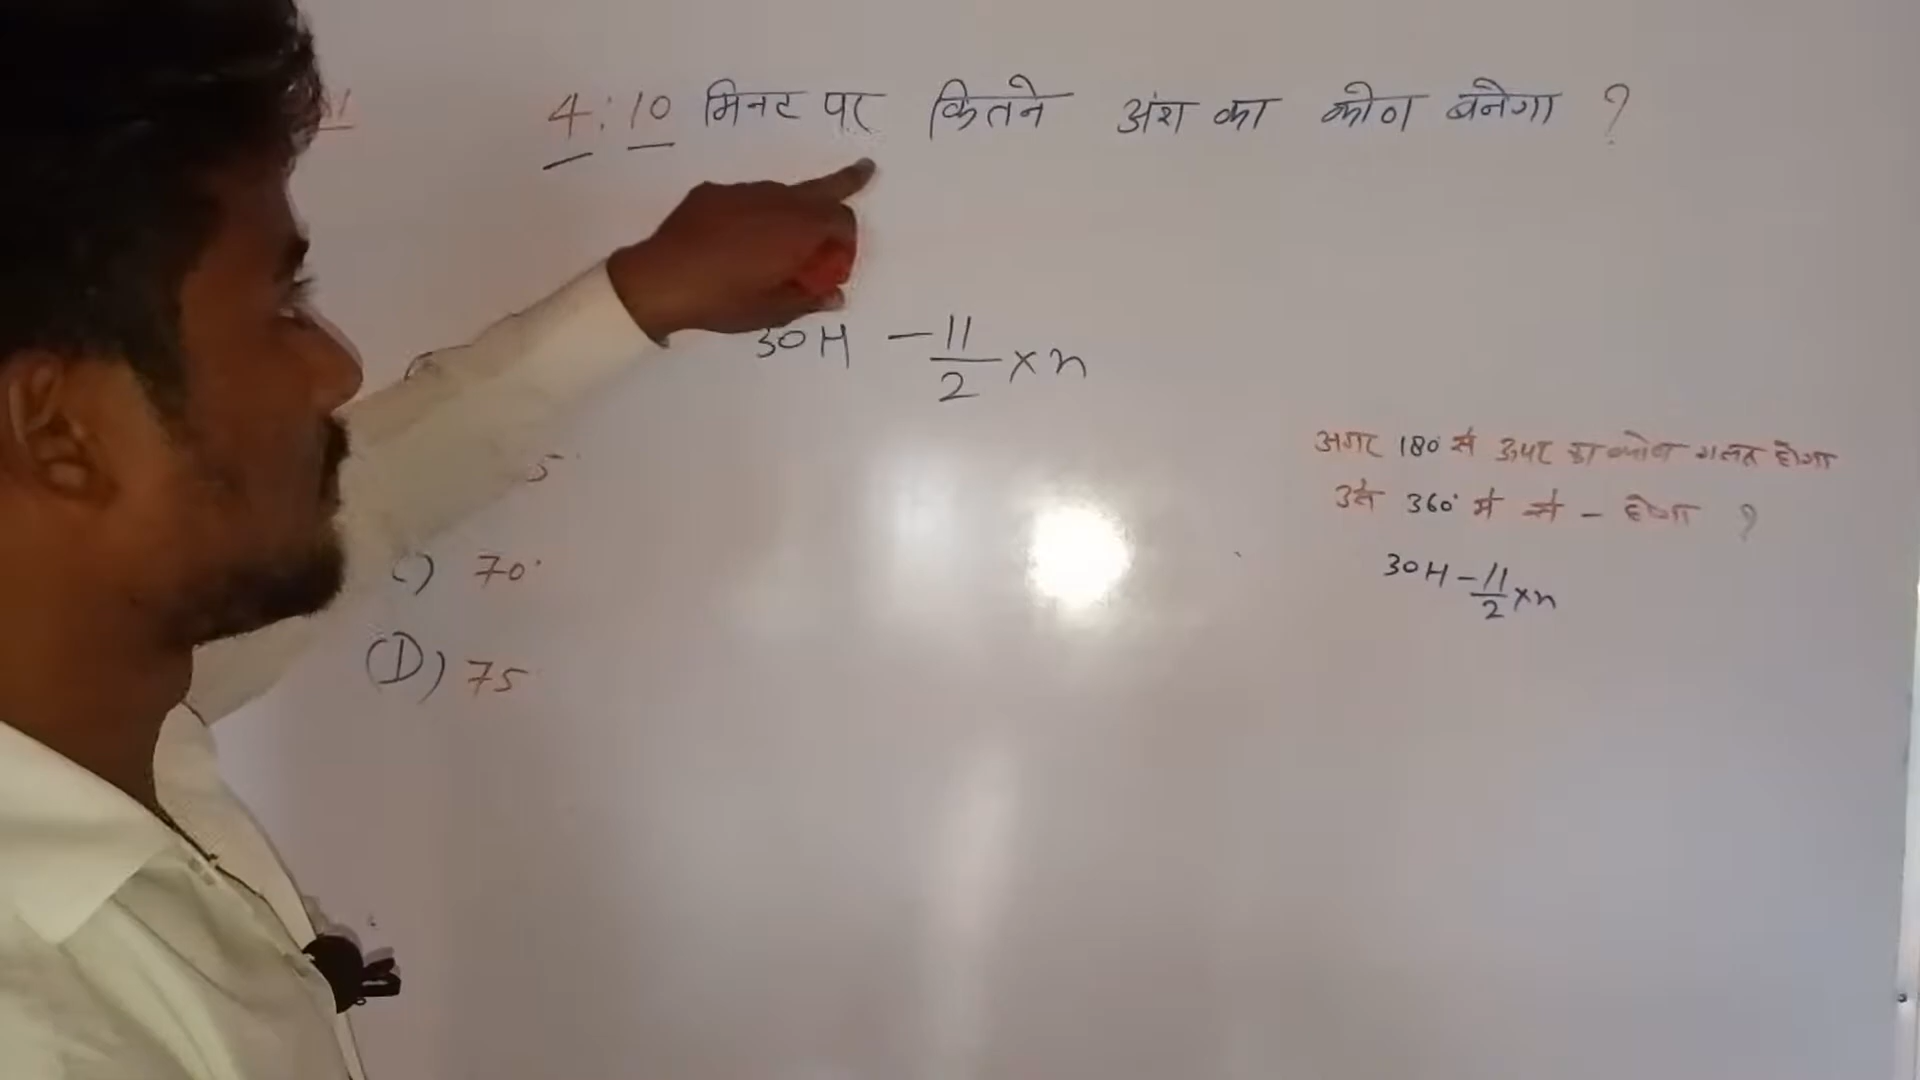 4:10 मिनट पर कितने अंश का कोण बनेगा ?
30H - 11/2 × n
5°
C) 70°
(D) 75
अगर 180° से ऊपर का कोण गलत होगा
उसे 360° में से - होगा ?
30H - 11/2 × n